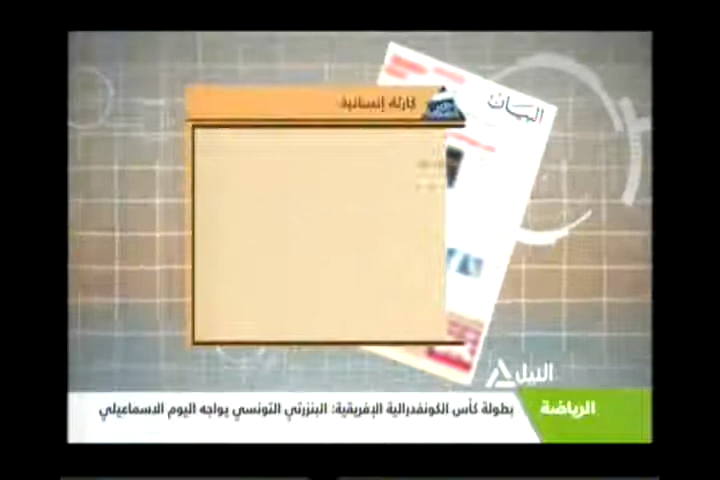 كارثة إنسانية
البيان
النيل
الرياضة
بطولة كأس الكونفدرالية الإفريقية: البنزرتي التونسي يواجه اليوم الاسماعيلي